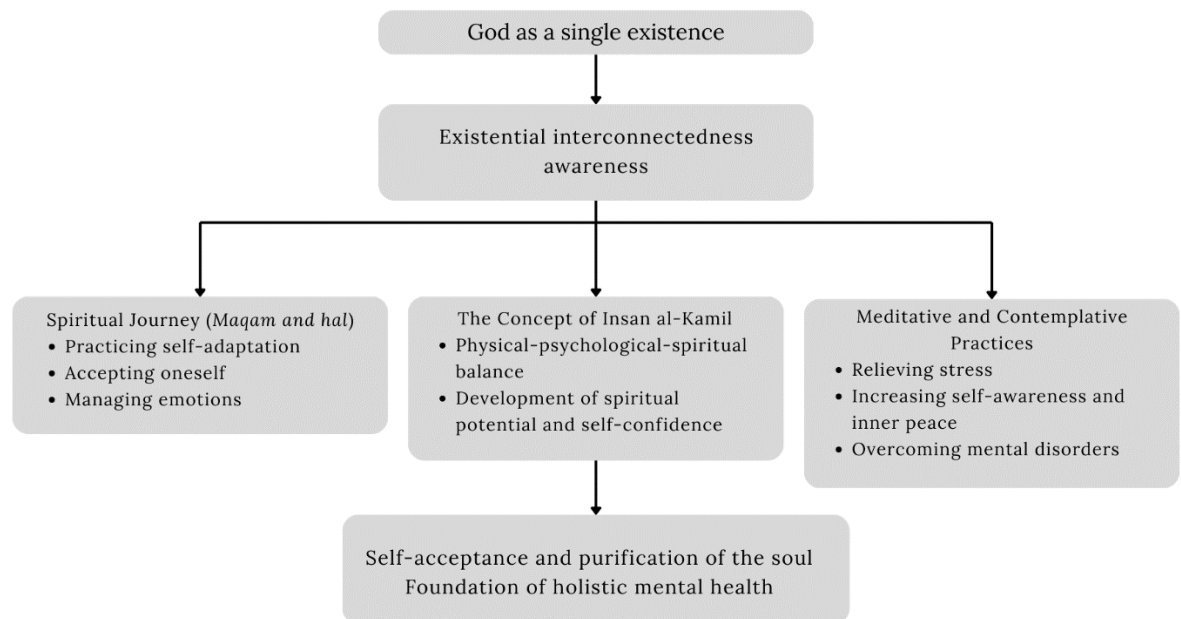 God as a single existence
Existential interconnectedness
awareness
Spiritual Journey (Maqam and hal)
• Practicing self-adaptation
• Accepting oneself
• Managing emotions
The Concept of Insan al-Kamil
• Physical-psychological-spiritual
balance
• Development of spiritual
potential and self-confidence
Meditative and Contemplative
Practices
• Relieving stress
• Increasing self-awareness and
inner peace
• Overcoming mental disorders
Self-acceptance and purification of the soul
Foundation of holistic mental health